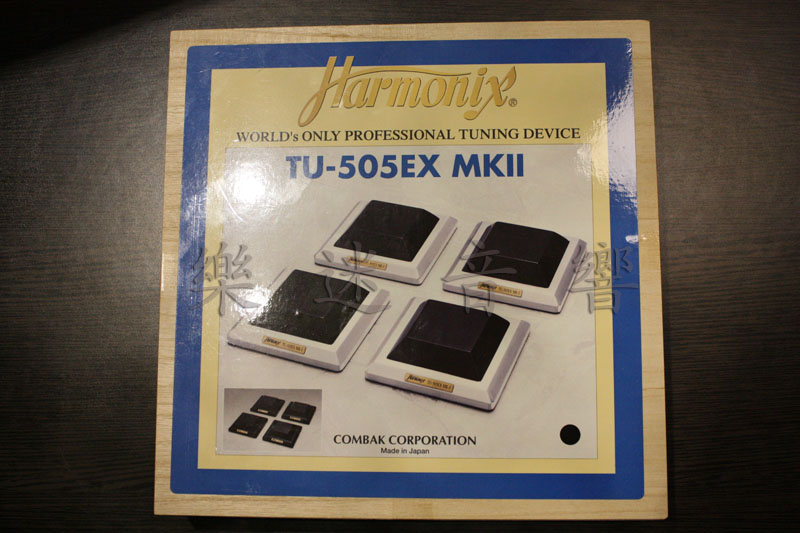 Harmonix®
WORLD's ONLY PROFESSIONAL TUNING DEVICE
TU-505EX MKII
樂迷音響
COMBAK CORPORATION
Made in Japan